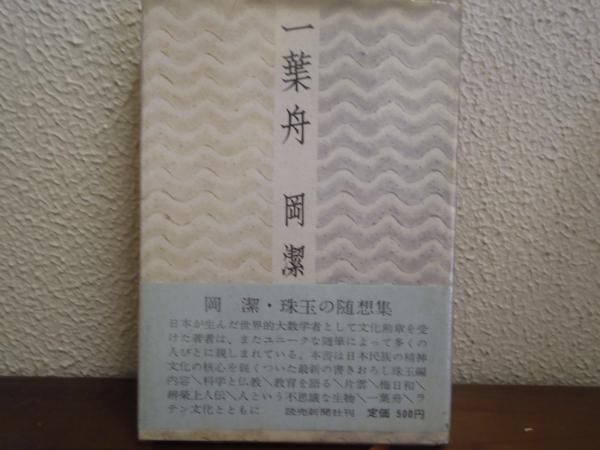 一葉舟 岡潔
岡 潔・珠玉の随想集
日本が生んだ世界的大数学者として文化勲章を受
けた著者は、またユニークな随筆によって多くの
人びとに親しまれている。本書は日本民族の精神
文化の核心を鋭くついた最新の書きおろし珠玉編
内容＼科学と仏教＼教育を語る＼片雲＼梅日和＼
辨榮上人伝＼人という不思議な生物＼一葉舟＼ラ
テン文化とともに 読売新聞社刊 定価 500円